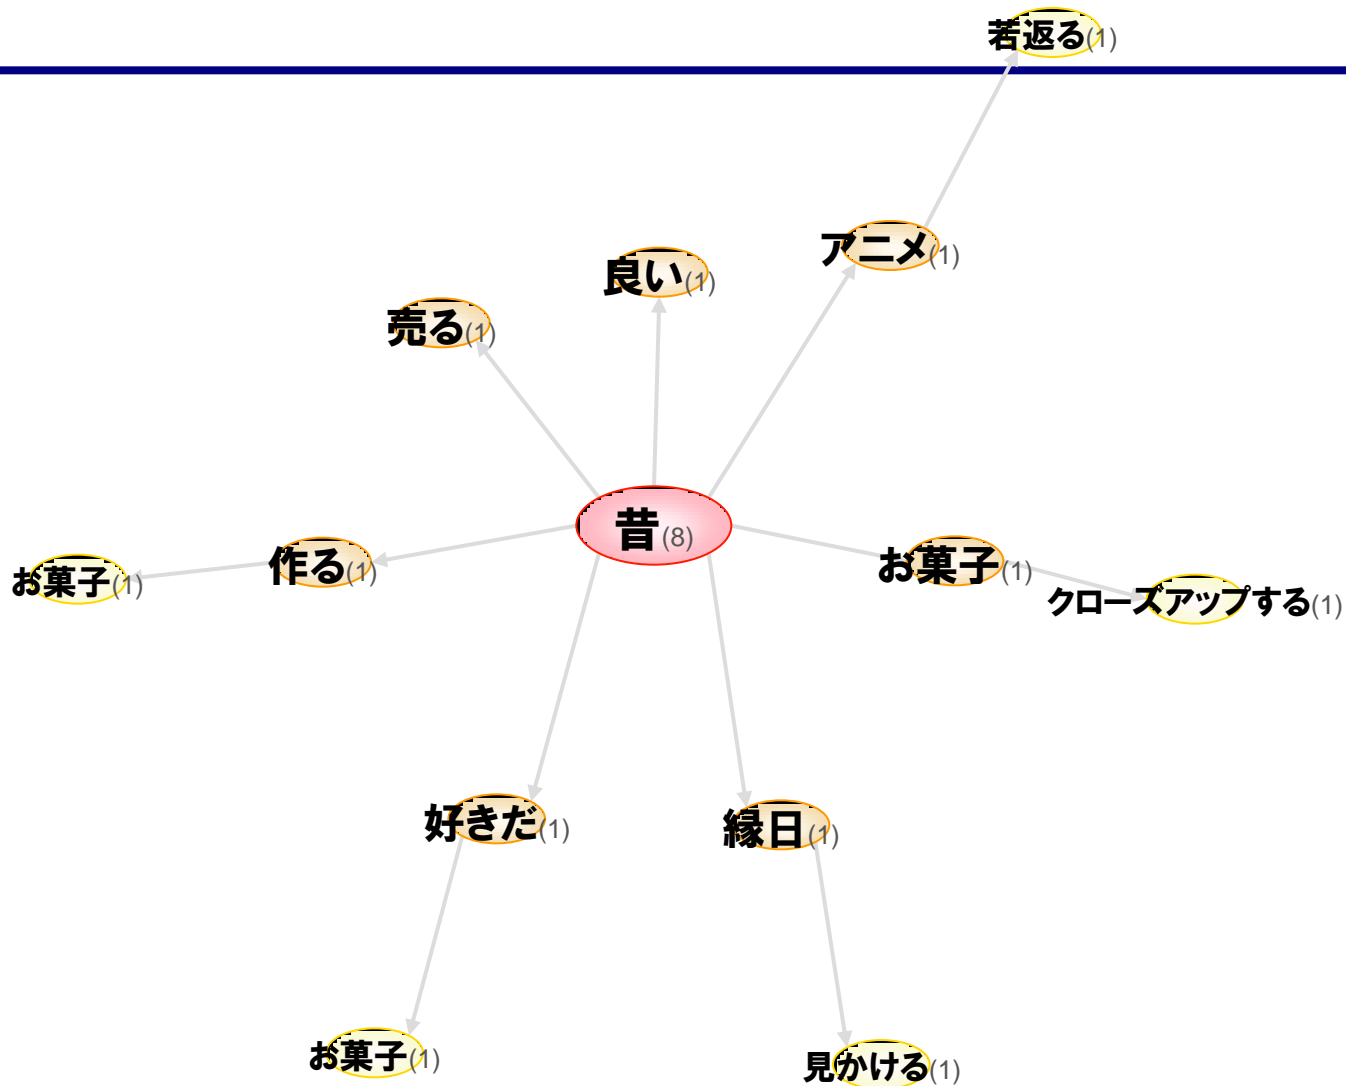 若返る(1)
アニメ(1)
良い(1)
売る(1)
昔(8)
作る(1)
お菓子(1)
お菓子(1)
クローズアップする(1)
好きだ(1)
縁日(1)
お菓子(1)
見かける(1)